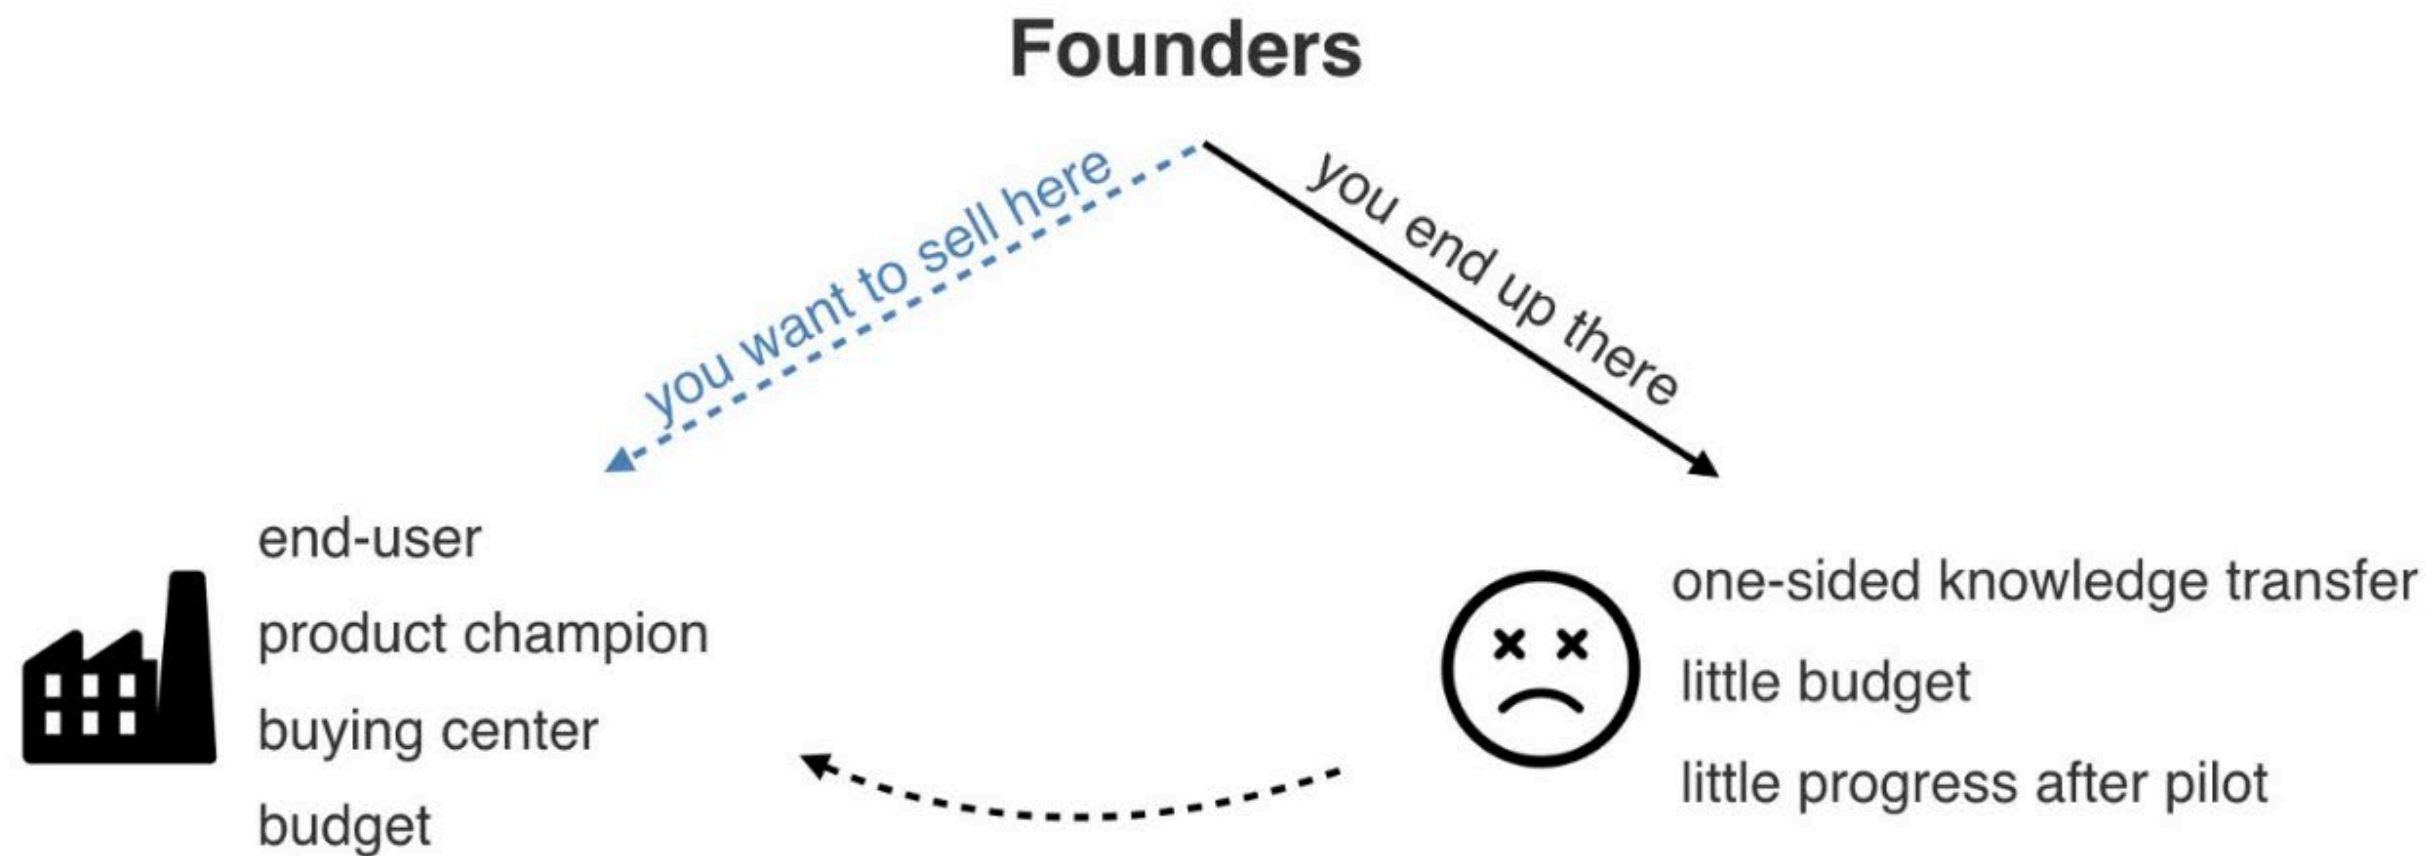 Founders
you want to sell here
you end up there
end-user
product champion
buying center
budget
one-sided knowledge transfer
little budget
little progress after pilot